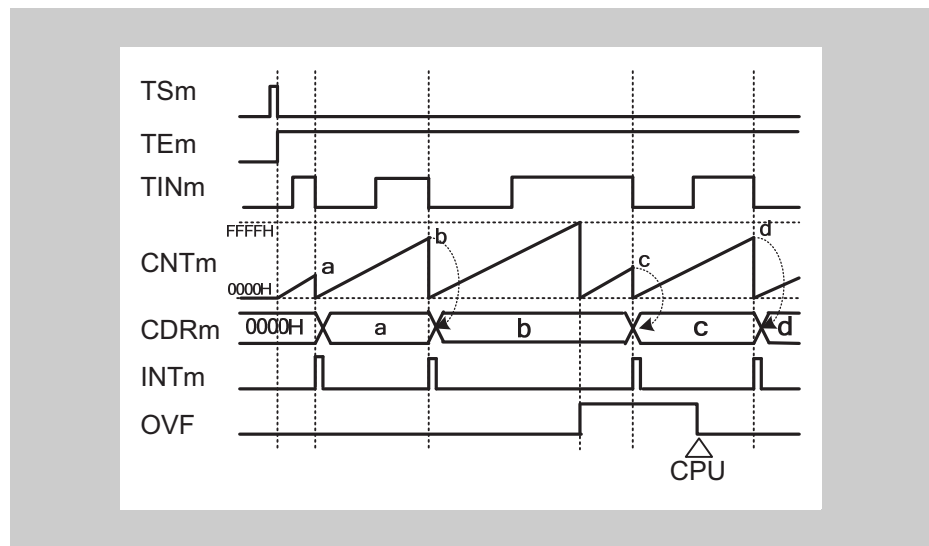 TSm
TEm
TINm
FFFFH
CNTm
0000H
a
b
c
d
CDRm
0000H
a
b
c
d
INTm
OVF
CPU